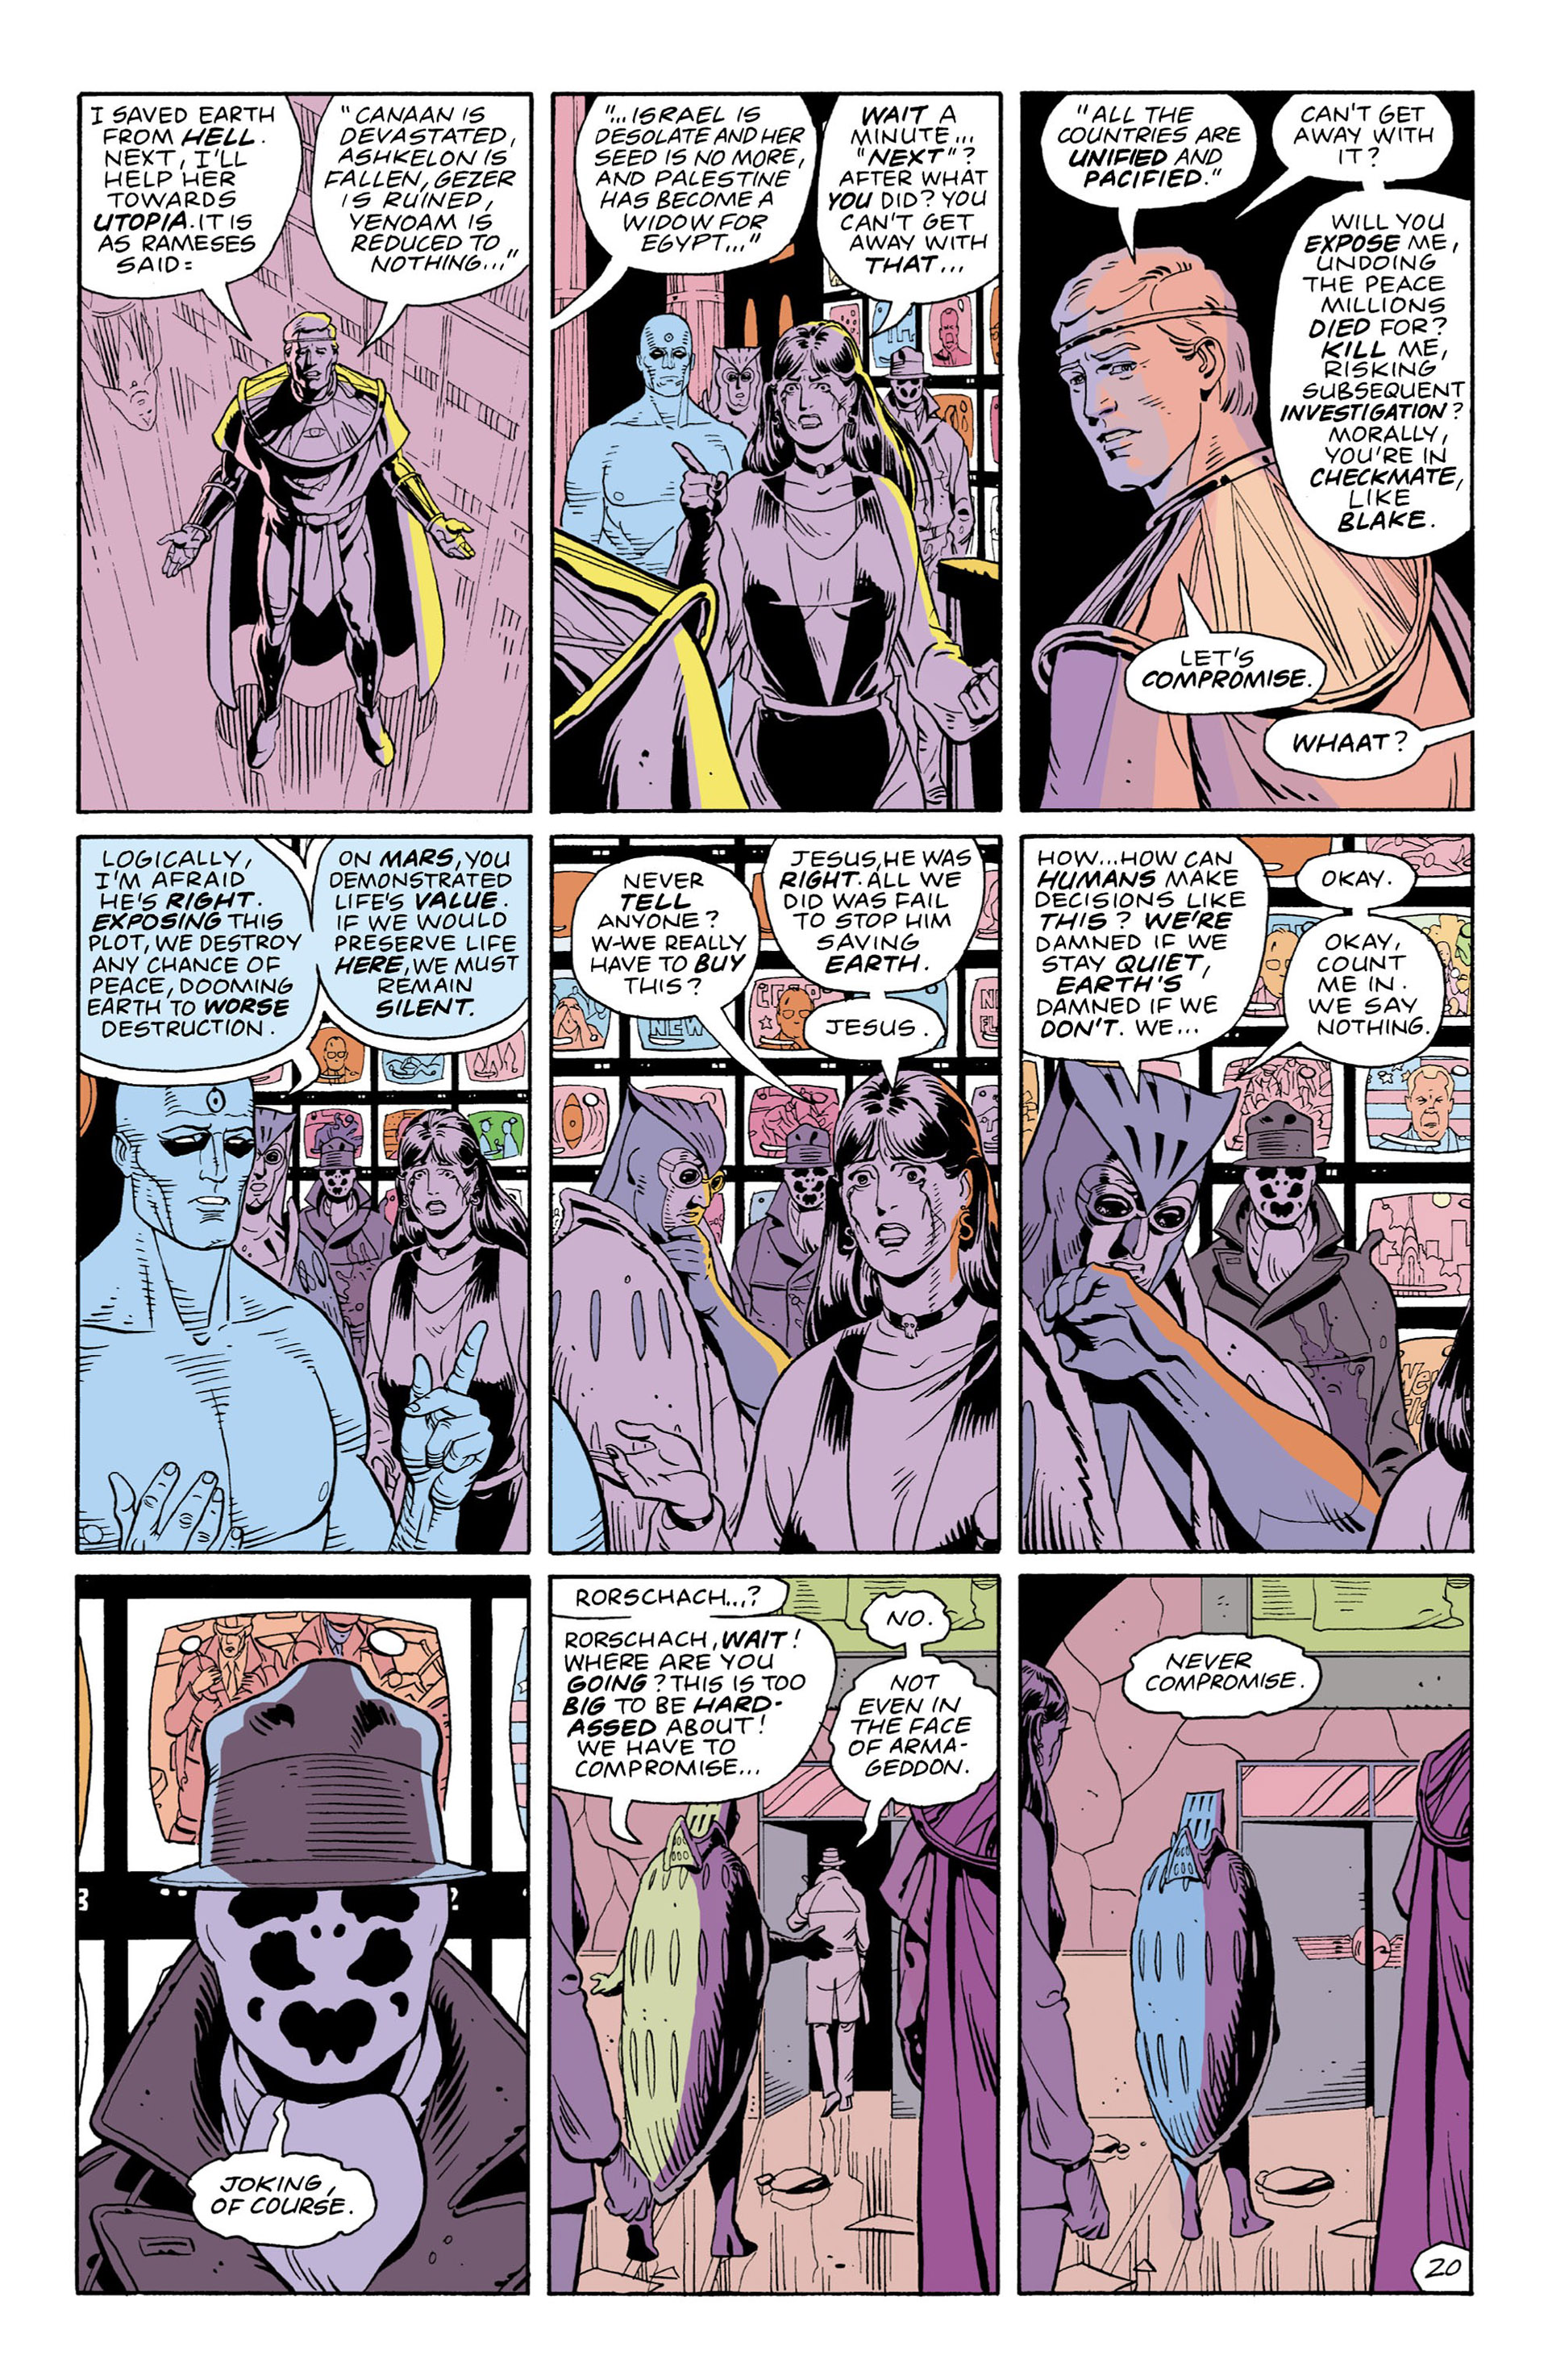 I SAVED EARTH
FROM HELL.
NEXT, I'LL
HELP HER
TOWARDS
UTOPIA. IT IS
AS RAMESES
SAID:
"CANAAN IS
DEVASTATED,
ASHKELON IS
FALLEN, GEZER
IS RUINED,
YENOAM IS
REDUCED TO
NOTHING..."
"...ISRAEL IS
DESOLATE AND HER
SEED IS NO MORE,
AND PALESTINE
HAS BECOME A
WIDOW FOR
EGYPT..."
WAIT A
MINUTE...
"NEXT"?
AFTER WHAT
YOU DID? YOU
CAN'T GET
AWAY WITH
THAT...
"ALL THE
COUNTRIES ARE
UNIFIED AND
PACIFIED."
CAN'T GET
AWAY WITH
IT?
WILL YOU
EXPOSE ME,
UNDOING
THE PEACE
MILLIONS
DIED FOR?
KILL ME,
RISKING
SUBSEQUENT
INVESTIGATION?
MORALLY,
YOU'RE IN
CHECKMATE,
LIKE
BLAKE.
LET'S
COMPROMISE.
WHAAT?
LOGICALLY,
I'M AFRAID
HE'S RIGHT.
EXPOSING THIS
PLOT, WE DESTROY
ANY CHANCE OF
PEACE, DOOMING
EARTH TO WORSE
DESTRUCTION.
ON MARS, YOU
DEMONSTRATED
LIFE'S VALUE.
IF WE WOULD
PRESERVE LIFE
HERE, WE MUST
REMAIN
SILENT.
NEVER
TELL
ANYONE?
W-WE REALLY
HAVE TO BUY
THIS?
JESUS, HE WAS
RIGHT. ALL WE
DID WAS FAIL
TO STOP HIM
SAVING
EARTH.
JESUS.
NEW
HOW...HOW CAN
HUMANS MAKE
DECISIONS LIKE
THIS? WE'RE
DAMNED IF WE
STAY QUIET,
EARTH'S
DAMNED IF WE
DON'T. WE...
OKAY.
OKAY,
COUNT
ME IN.
WE SAY
NOTHING.
JOKING,
OF COURSE.
RORSCHACH...?
RORSCHACH, WAIT!
WHERE ARE YOU
GOING? THIS IS TOO
BIG TO BE HARD-
ASSED ABOUT!
WE HAVE TO
COMPROMISE...
NO.
NOT
EVEN IN
THE FACE
OF ARMA-
GEDDON.
NEVER
COMPROMISE.
20